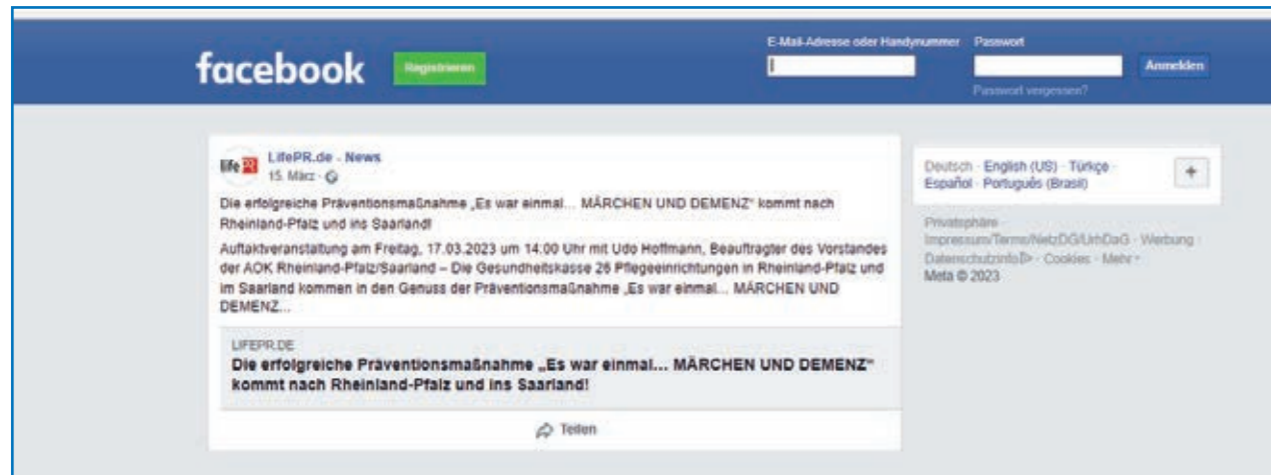 facebook
Registrieren
E-Mail-Adresse oder Handynummer
Passwort
Anmelden
Passwort vergessen?
life PR
LifePR.de - News
15. März ·
Die erfolgreiche Präventionsmaßnahme „Es war einmal... MÄRCHEN UND DEMENZ“ kommt nach
Rheinland-Pfalz und ins Saarland!
Auftaktveranstaltung am Freitag, 17.03.2023 um 14:00 Uhr mit Udo Hoffmann, Beauftragter des Vorstandes
der AOK Rheinland-Pfalz/Saarland – Die Gesundheitskasse 26 Pflegeeinrichtungen in Rheinland-Pfalz und
im Saarland kommen in den Genuss der Präventionsmaßnahme „Es war einmal... MÄRCHEN UND
DEMENZ...
LIFEPR.DE
Die erfolgreiche Präventionsmaßnahme „Es war einmal... MÄRCHEN UND DEMENZ“
kommt nach Rheinland-Pfalz und ins Saarland!
Teilen
Deutsch · English (US) · Türkçe ·
Español · Português (Brasil)
+
Privatsphäre ·
Impressum/Terms/NetzDG/UrhDaG · Werbung ·
Datenschutzinfo · Cookies · Mehr
Meta © 2023